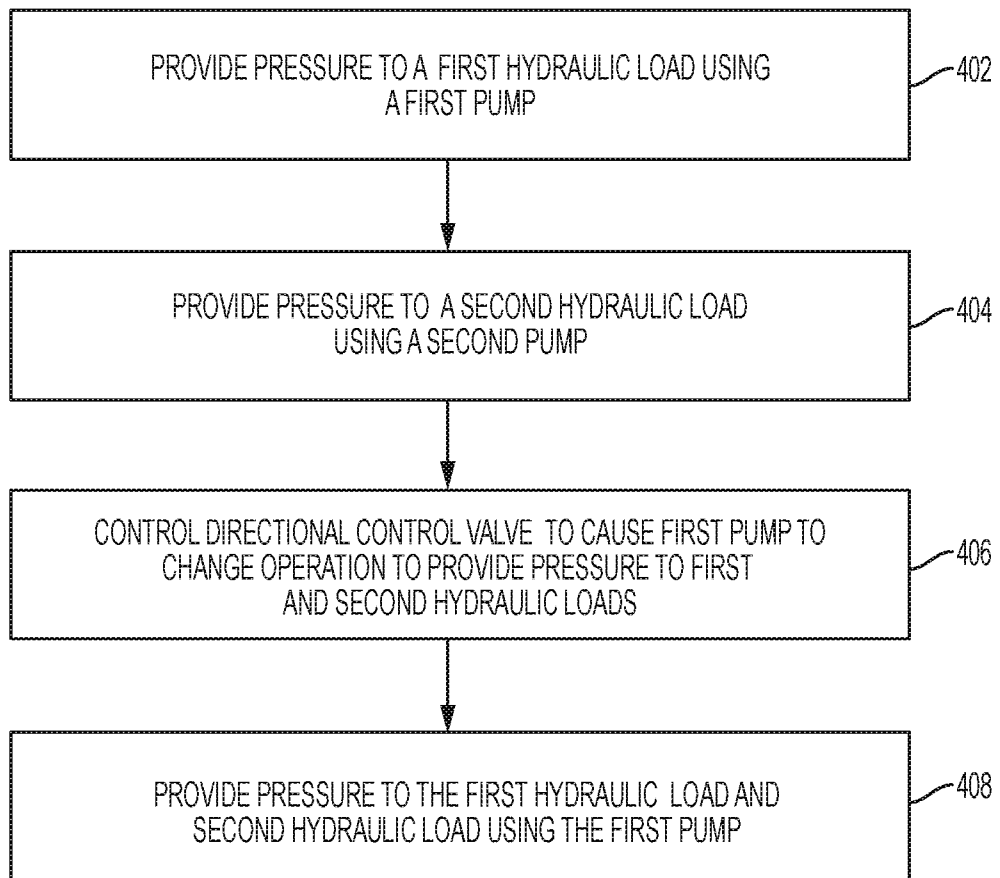 PROVIDE PRESSURE TO A FIRST HYDRAULIC LOAD USING
A FIRST PUMP
402
PROVIDE PRESSURE TO A SECOND HYDRAULIC LOAD
USING A SECOND PUMP
404
CONTROL DIRECTIONAL CONTROL VALVE TO CAUSE FIRST PUMP TO
CHANGE OPERATION TO PROVIDE PRESSURE TO FIRST
AND SECOND HYDRAULIC LOADS
406
PROVIDE PRESSURE TO THE FIRST HYDRAULIC LOAD AND
SECOND HYDRAULIC LOAD USING THE FIRST PUMP
408